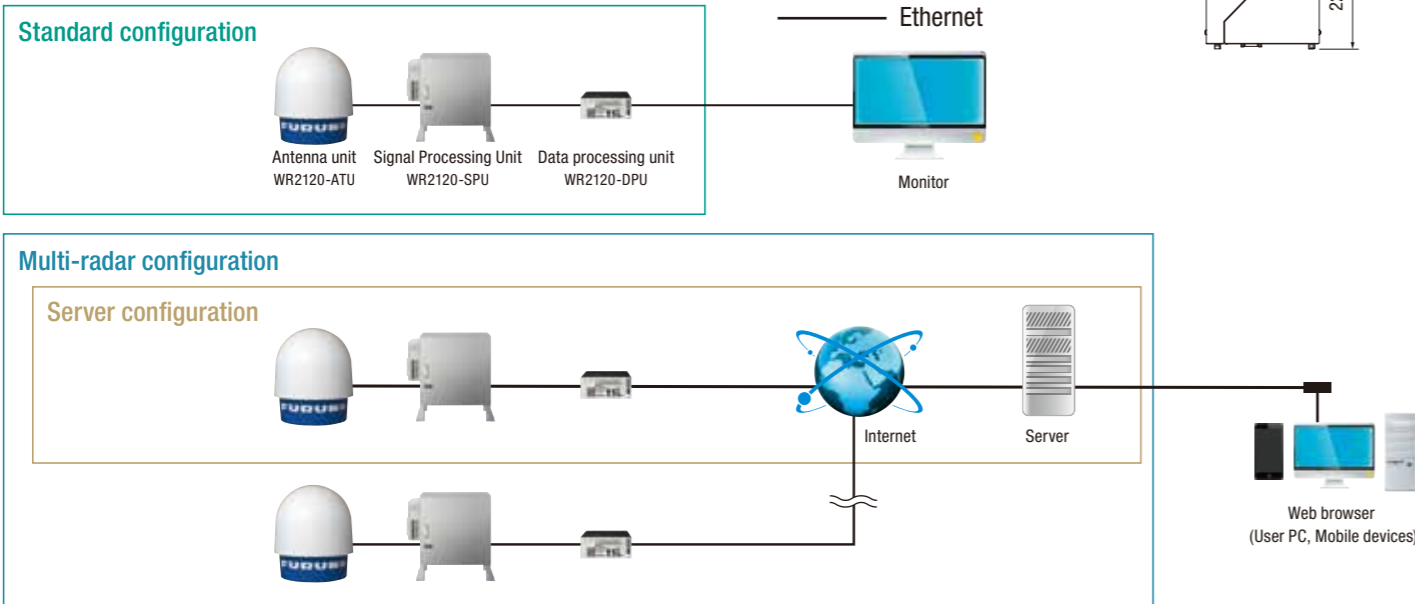 Ethernet
Standard configuration
Antenna unit
WR2120-ATU
Signal Processing Unit
WR2120-SPU
Data processing unit
WR2120-DPU
Monitor
Multi-radar configuration
Server configuration
Internet
Server
Web browser
(User PC, Mobile devices)